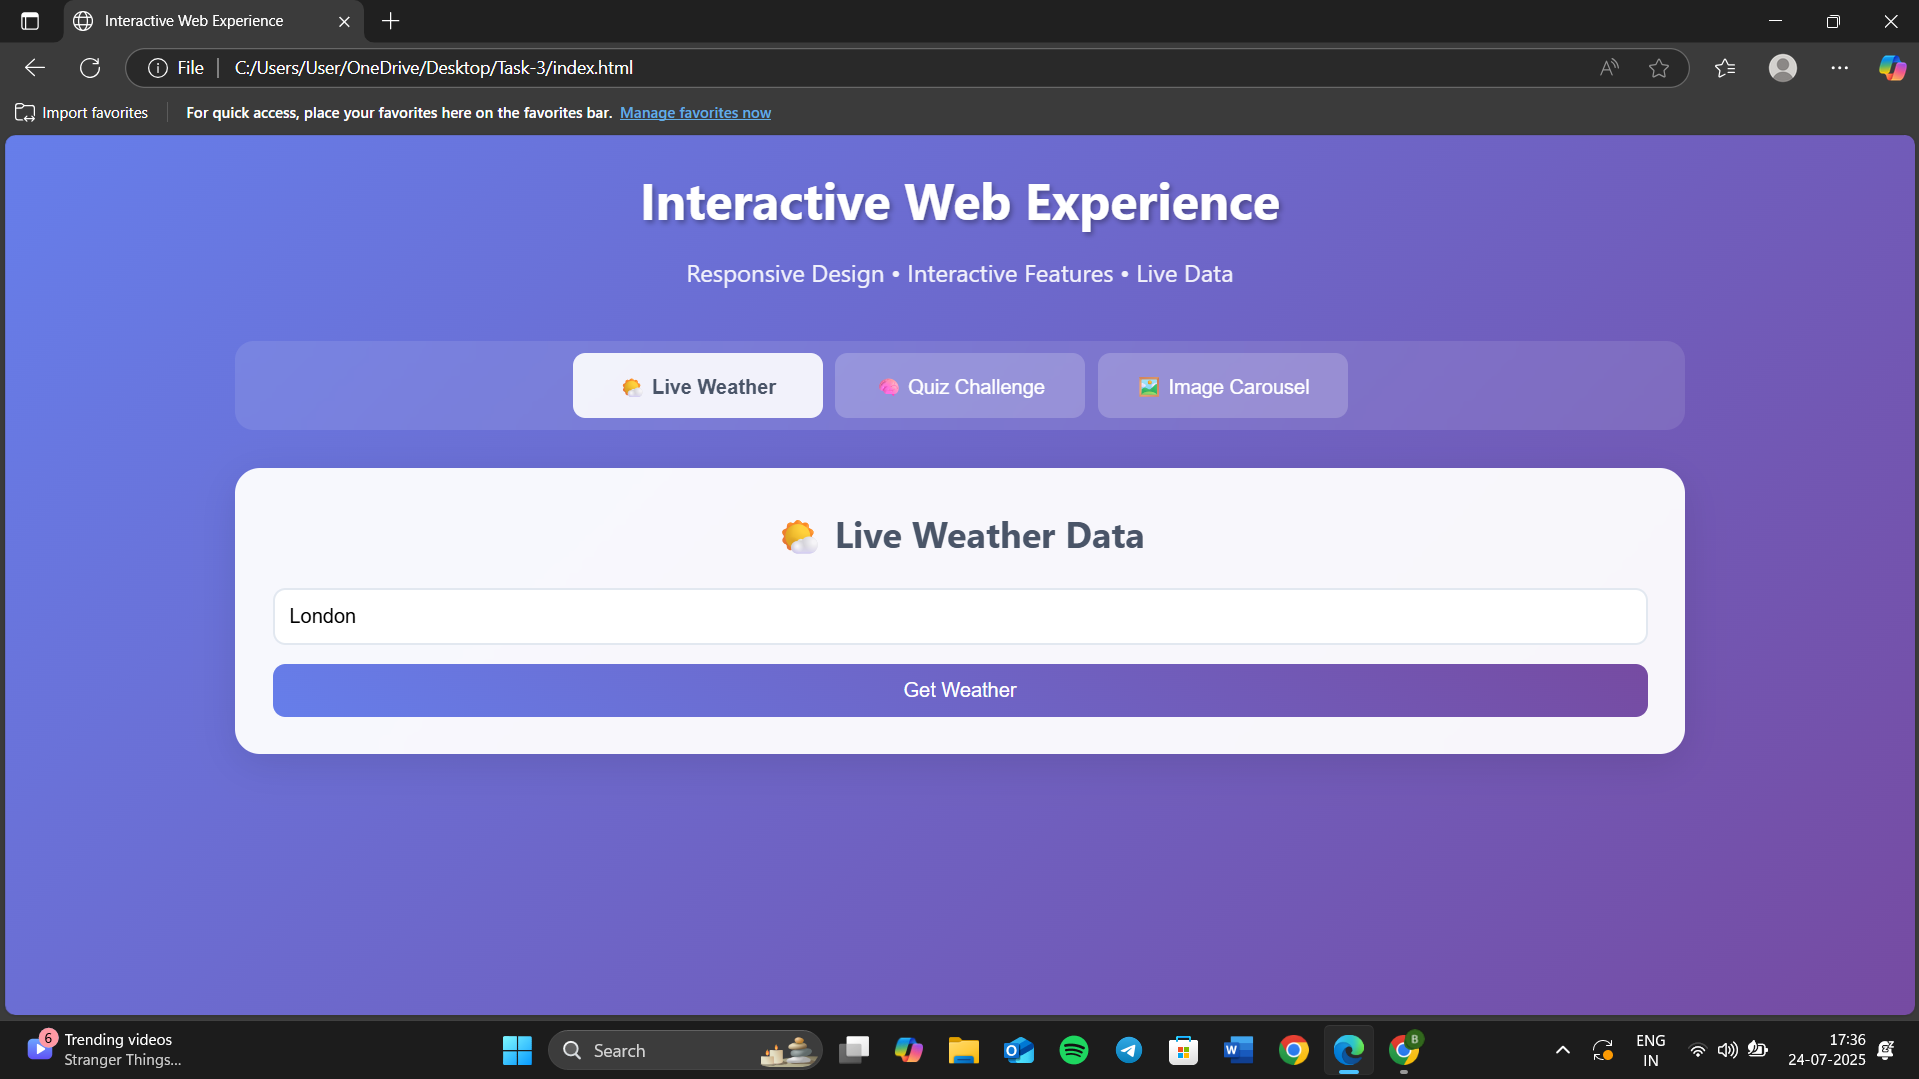 Interactive Web Experience
File
C:/Users/User/OneDrive/Desktop/Task-3/index.html
Import favorites
For quick access, place your favorites here on the favorites bar. Manage favorites now
Interactive Web Experience
Responsive Design • Interactive Features • Live Data
Live Weather
Quiz Challenge
Image Carousel
Live Weather Data
London
Get Weather
6
Trending videos
Stranger Things...
Search
W
B
ENG
IN
17:36
24-07-2025